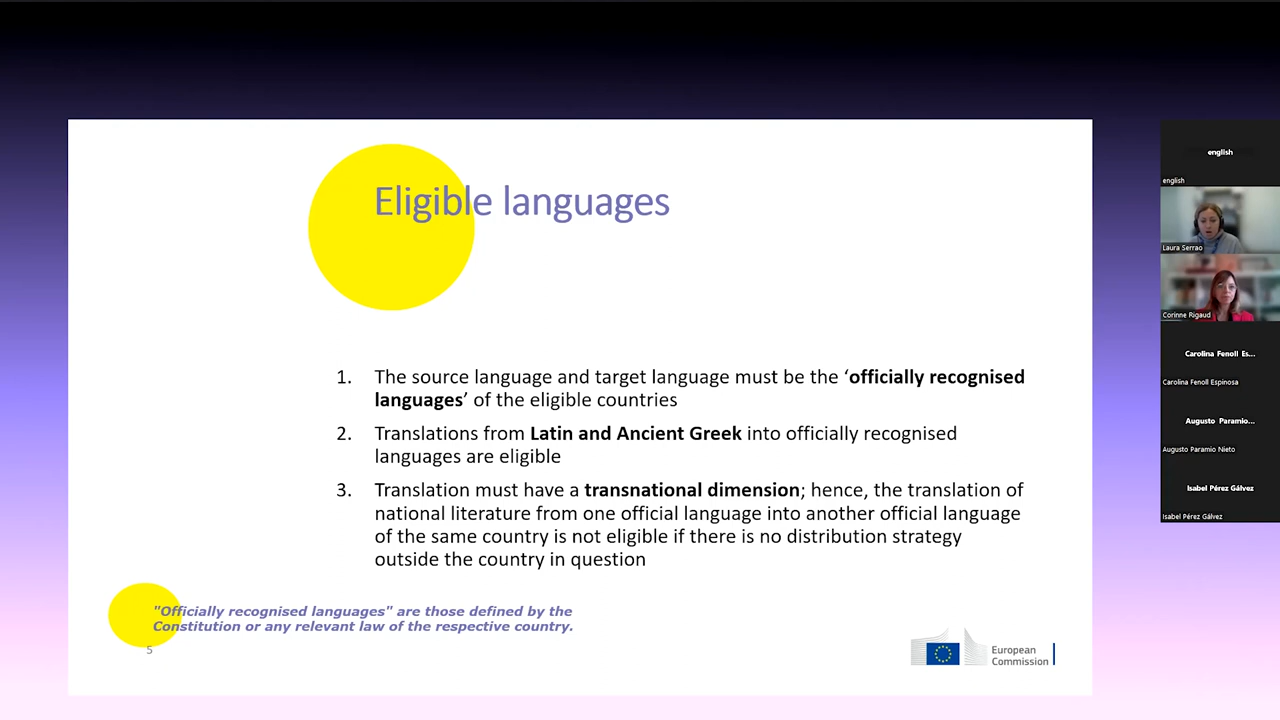 Eligible languages
1. The source language and target language must be the ‘officially recognised
languages’ of the eligible countries
2. Translations from Latin and Ancient Greek into officially recognised
languages are eligible
3. Translation must have a transnational dimension; hence, the translation of
national literature from one official language into another official language
of the same country is not eligible if there is no distribution strategy
outside the country in question
"Officially recognised languages" are those defined by the
Constitution or any relevant law of the respective country.
5
European
Commission
english
english
Laura Serrao
Corinne Rigaud
Carolina Fenoll Es...
Carolina Fenoll Espinosa
Augusto Paramio...
Augusto Paramio Nieto
Isabel Pérez Gálvez
Isabel Pérez Gálvez